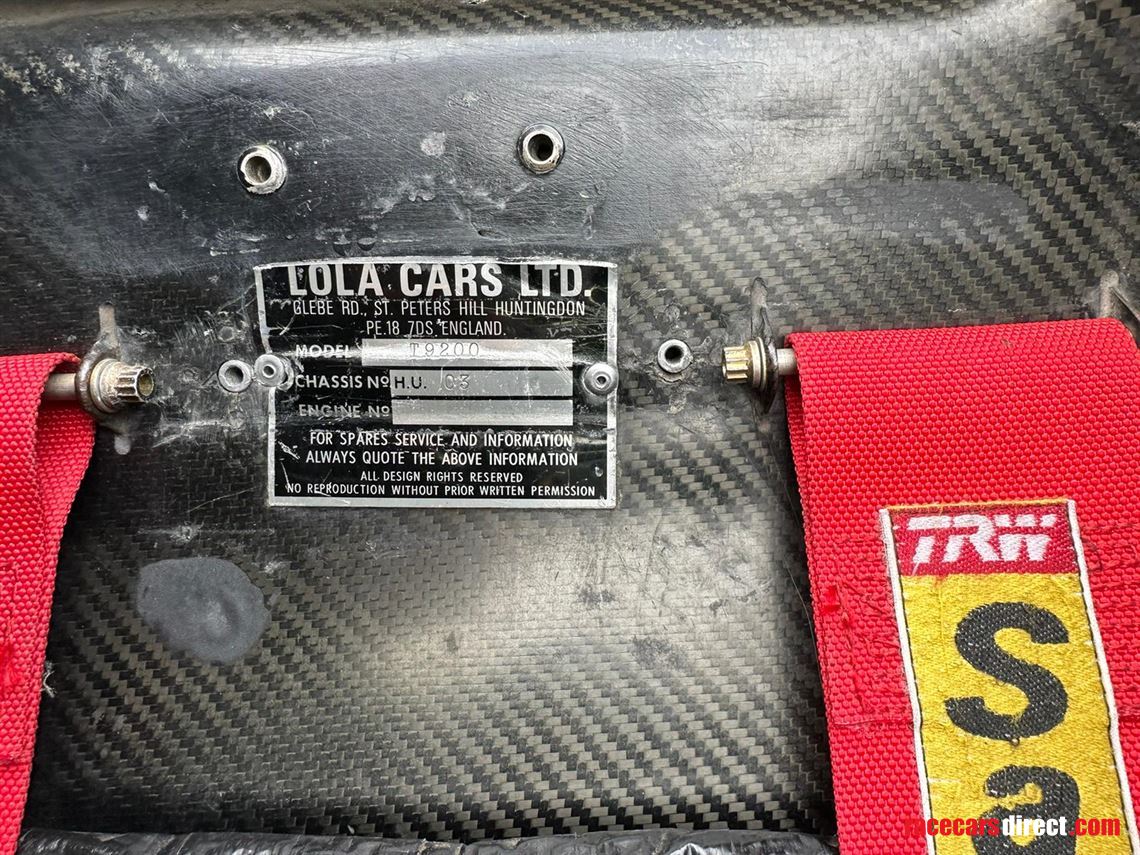 LOLA CARS LTD.
GLEBE RD., ST. PETERS HILL HUNTINGDON
PE.18 7DS, ENGLAND.
MODEL T9200
CHASSIS Nº H.U. 03
ENGINE Nº
FOR SPARES SERVICE AND INFORMATION
ALWAYS QUOTE THE ABOVE INFORMATION
ALL DESIGN RIGHTS RESERVED
NO REPRODUCTION WITHOUT PRIOR WRITTEN PERMISSION
TRW
Sa
racecarsdirect.com